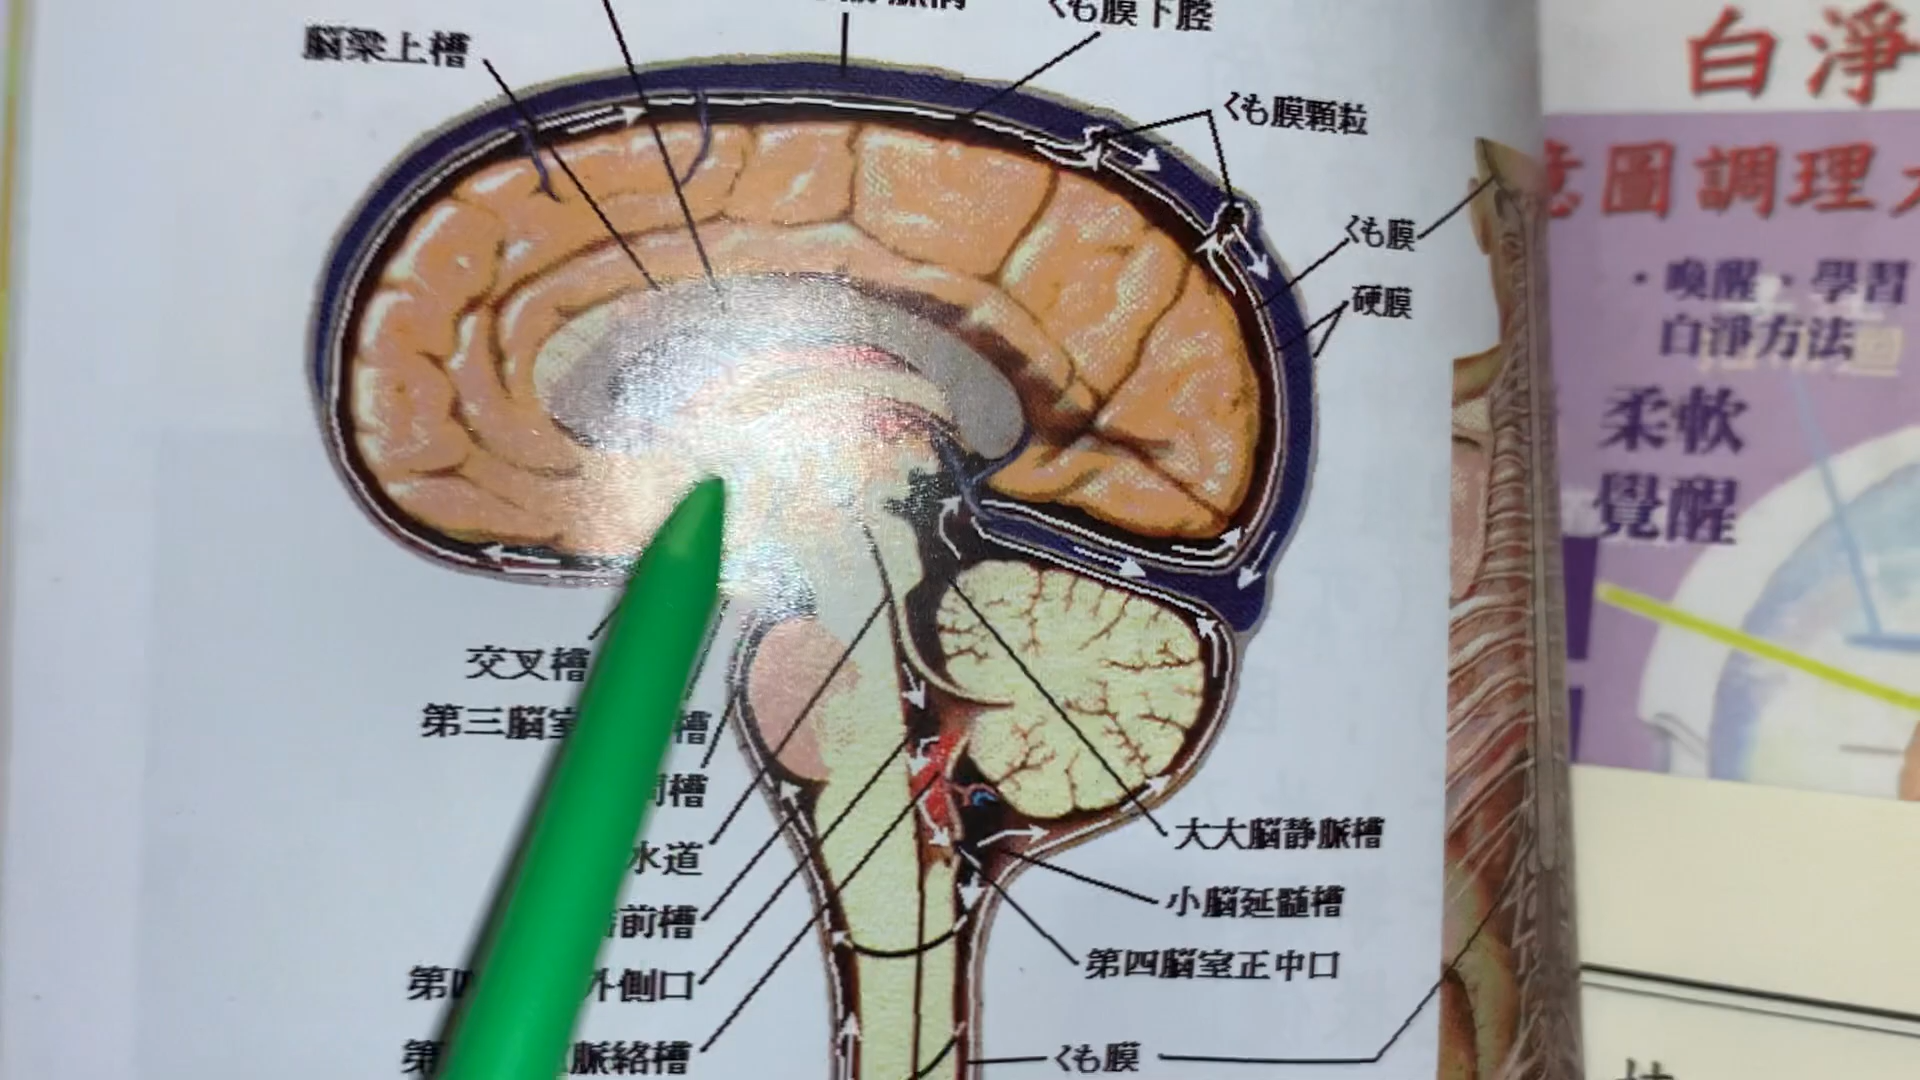 くも膜下腔
脳梁上槽
くも膜顆粒
くも膜
硬膜
交叉槽
第三脳室
槽
槽
水道
前槽
外側口
脈絡槽
大大脳静脈槽
小脳延髄槽
第四脳室正中口
くも膜
白淨
圖調理
・喚醒、學習
白淨方法
柔軟
覺醒